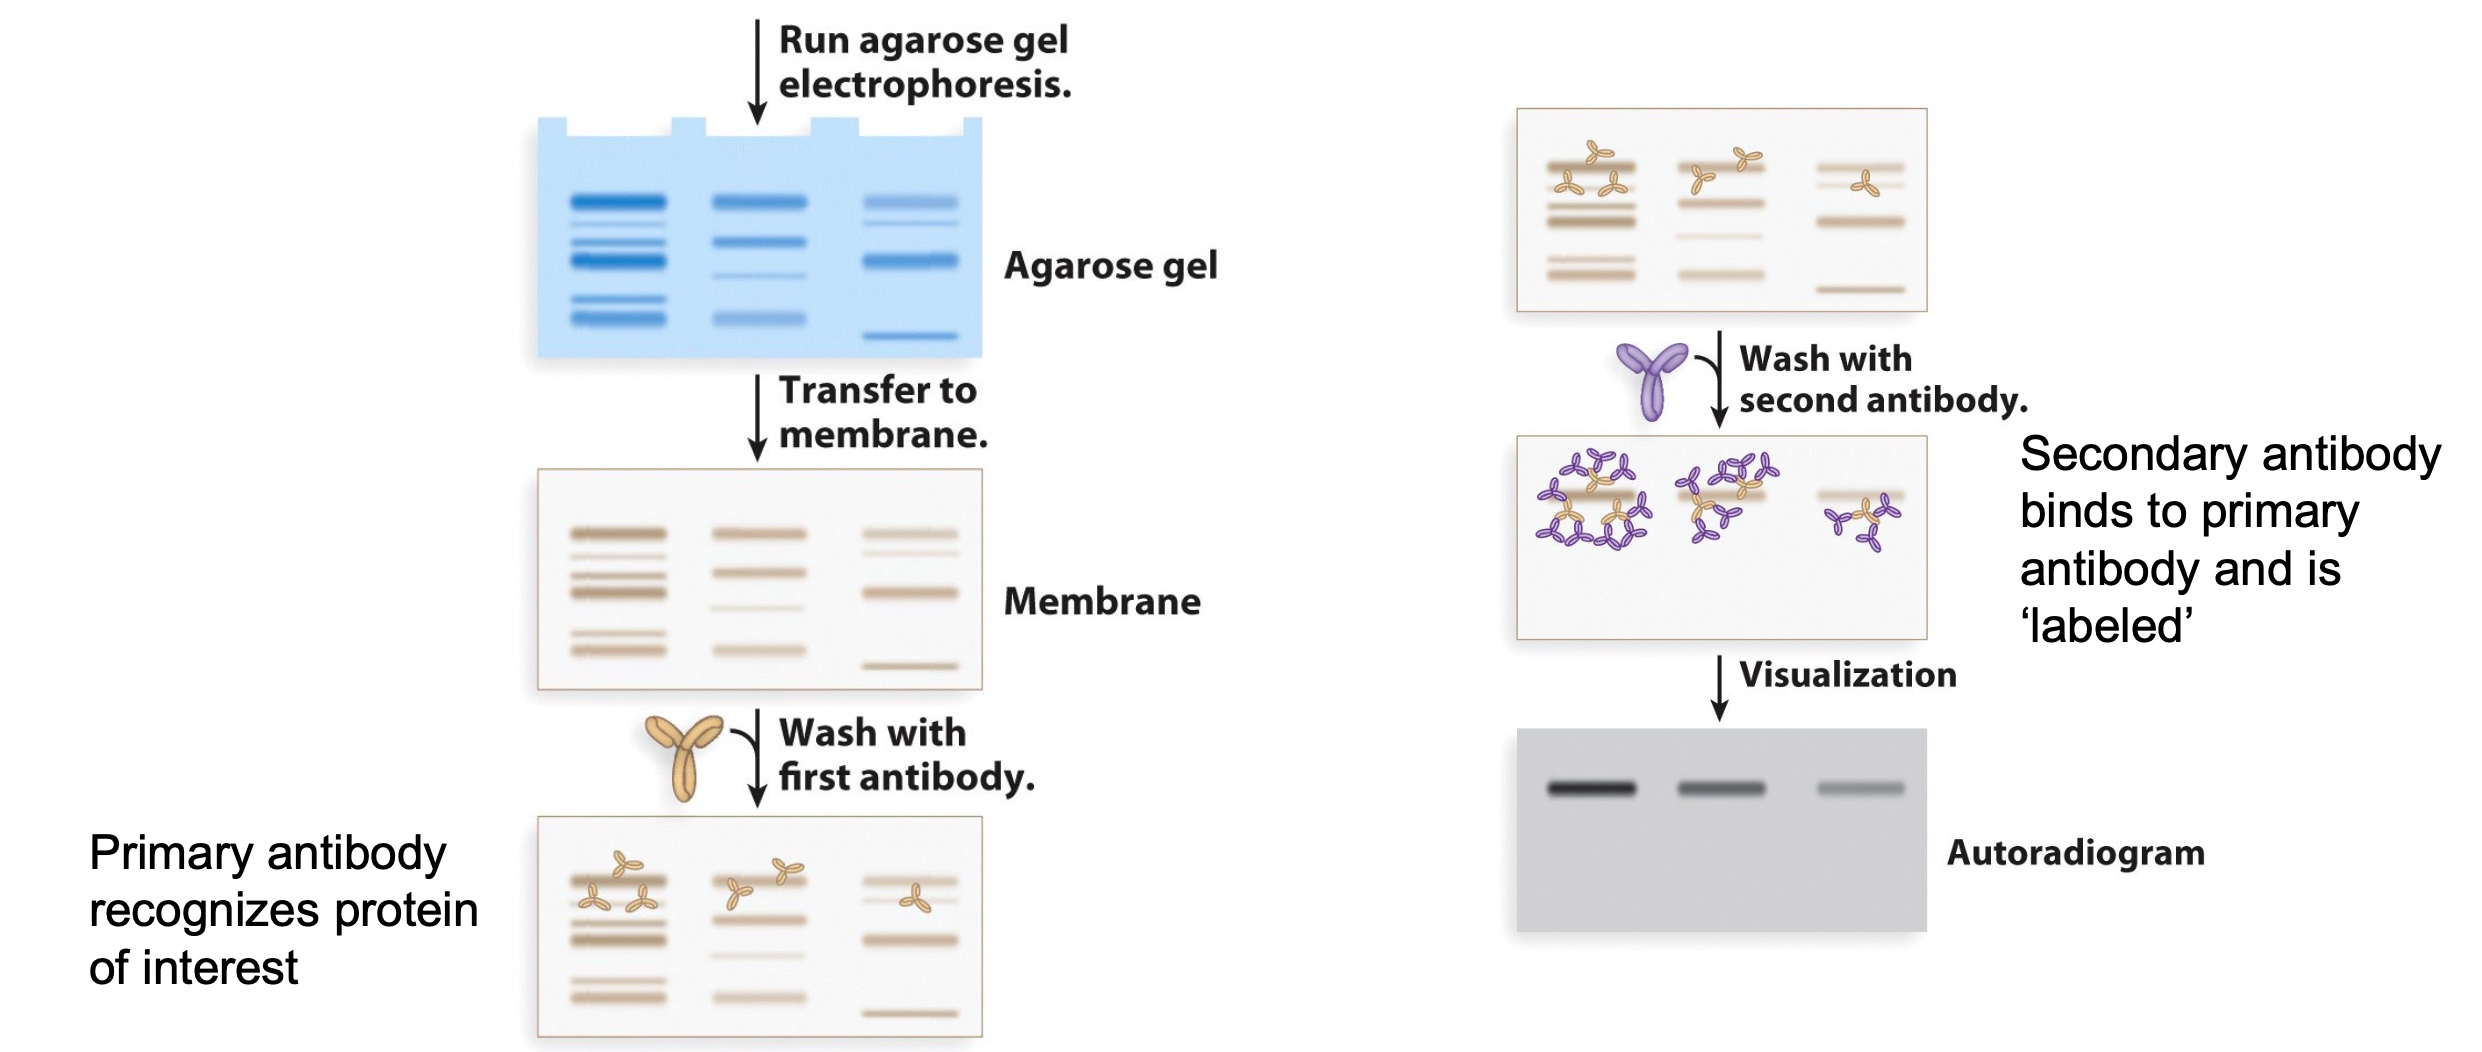 Run agarose gel
electrophoresis.
Agarose gel
Transfer to
membrane.
Membrane
Wash with
first antibody.
Primary antibody
recognizes protein
of interest
Wash with
second antibody.
Secondary antibody
binds to primary
antibody and is
‘labeled’
Visualization
Autoradiogram